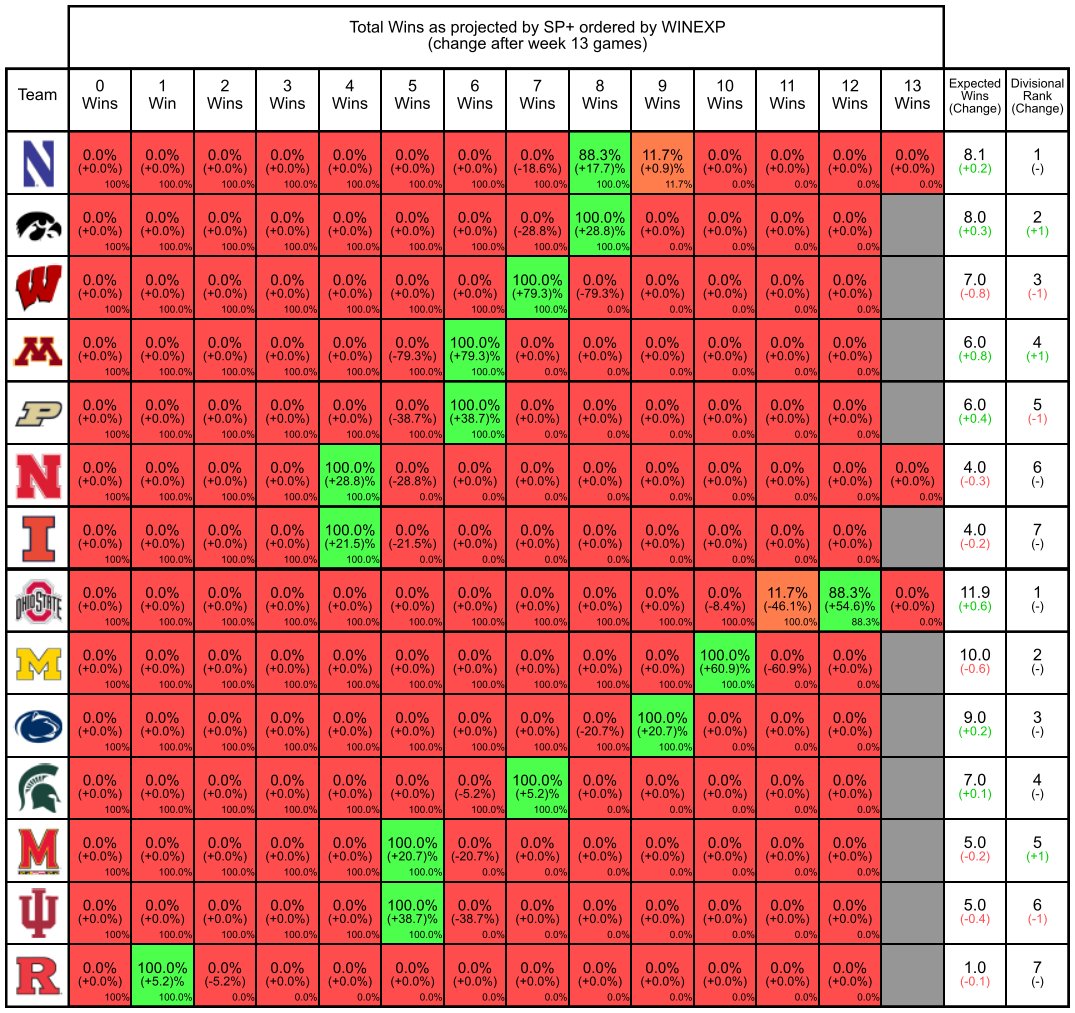 Total Wins as projected by SP+ ordered by WINEXP
(change after week 13 games)
Team
0 Wins
1 Win
2 Wins
3 Wins
4 Wins
5 Wins
6 Wins
7 Wins
8 Wins
9 Wins
10 Wins
11 Wins
12 Wins
13 Wins
Expected Wins (Change)
Divisional Rank (Change)
N
0.0% 0.0% 0.0% 0.0% 0.0% 0.0% 0.0% 0.0% 88.3% 11.7% 0.0% 0.0% 0.0% 0.0% 8.1 1
(+0.0%) (+0.0%) (+0.0%) (+0.0%) (+0.0%) (+0.0%) (+0.0%) (-18.6%) (+17.7)% (+0.9)% (+0.0%) (+0.0%) (+0.0%) (+0.0%) (+0.2) (-)
100% 100.0% 100.0% 100.0% 100.0% 100.0% 100.0% 100.0% 100.0% 11.7% 0.0% 0.0% 0.0% 0.0%
0.0% 0.0% 0.0% 0.0% 0.0% 0.0% 0.0% 0.0% 100.0% 0.0% 0.0% 0.0% 0.0% 8.0 2
(+0.0%) (+0.0%) (+0.0%) (+0.0%) (+0.0%) (+0.0%) (+0.0%) (-28.8%) (+28.8)% (+0.0%) (+0.0%) (+0.0%) (+0.0%) (+0.3) (+1)
100% 100.0% 100.0% 100.0% 100.0% 100.0% 100.0% 100.0% 100.0% 0.0% 0.0% 0.0% 0.0%
W
0.0% 0.0% 0.0% 0.0% 0.0% 0.0% 0.0% 100.0% 0.0% 0.0% 0.0% 0.0% 0.0% 7.0 3
(+0.0%) (+0.0%) (+0.0%) (+0.0%) (+0.0%) (+0.0%) (+0.0%) (+79.3)% (-79.3%) (+0.0%) (+0.0%) (+0.0%) (+0.0%) (-0.8) (-1)
100% 100.0% 100.0% 100.0% 100.0% 100.0% 100.0% 100.0% 0.0% 0.0% 0.0% 0.0% 0.0%
M
0.0% 0.0% 0.0% 0.0% 0.0% 0.0% 100.0% 0.0% 0.0% 0.0% 0.0% 0.0% 0.0% 6.0 4
(+0.0%) (+0.0%) (+0.0%) (+0.0%) (+0.0%) (-79.3%) (+79.3)% (+0.0%) (+0.0%) (+0.0%) (+0.0%) (+0.0%) (+0.0%) (+0.8) (+1)
100% 100.0% 100.0% 100.0% 100.0% 100.0% 100.0% 0.0% 0.0% 0.0% 0.0% 0.0% 0.0%
P
0.0% 0.0% 0.0% 0.0% 0.0% 0.0% 100.0% 0.0% 0.0% 0.0% 0.0% 0.0% 0.0% 6.0 5
(+0.0%) (+0.0%) (+0.0%) (+0.0%) (+0.0%) (-38.7%) (+38.7)% (+0.0%) (+0.0%) (+0.0%) (+0.0%) (+0.0%) (+0.0%) (+0.4) (-1)
100% 100.0% 100.0% 100.0% 100.0% 100.0% 100.0% 0.0% 0.0% 0.0% 0.0% 0.0% 0.0%
N
0.0% 0.0% 0.0% 0.0% 100.0% 0.0% 0.0% 0.0% 0.0% 0.0% 0.0% 0.0% 0.0% 0.0% 4.0 6
(+0.0%) (+0.0%) (+0.0%) (+0.0%) (+28.8)% (-28.8%) (+0.0%) (+0.0%) (+0.0%) (+0.0%) (+0.0%) (+0.0%) (+0.0%) (+0.0%) (-0.3) (-)
100% 100.0% 100.0% 100.0% 100.0% 0.0% 0.0% 0.0% 0.0% 0.0% 0.0% 0.0% 0.0% 0.0%
I
0.0% 0.0% 0.0% 0.0% 100.0% 0.0% 0.0% 0.0% 0.0% 0.0% 0.0% 0.0% 0.0% 4.0 7
(+0.0%) (+0.0%) (+0.0%) (+0.0%) (+21.5)% (-21.5%) (+0.0%) (+0.0%) (+0.0%) (+0.0%) (+0.0%) (+0.0%) (+0.0%) (-0.2) (-)
100% 100.0% 100.0% 100.0% 100.0% 0.0% 0.0% 0.0% 0.0% 0.0% 0.0% 0.0% 0.0%
OHIO STATE
0.0% 0.0% 0.0% 0.0% 0.0% 0.0% 0.0% 0.0% 0.0% 0.0% 0.0% 11.7% 88.3% 0.0% 11.9 1
(+0.0%) (+0.0%) (+0.0%) (+0.0%) (+0.0%) (+0.0%) (+0.0%) (+0.0%) (+0.0%) (+0.0%) (-8.4%) (-46.1%) (+54.6)% (+0.0%) (+0.6) (-)
100% 100.0% 100.0% 100.0% 100.0% 100.0% 100.0% 100.0% 100.0% 100.0% 100.0% 100.0% 88.3% 0.0%
M
0.0% 0.0% 0.0% 0.0% 0.0% 0.0% 0.0% 0.0% 0.0% 0.0% 100.0% 0.0% 0.0% 10.0 2
(+0.0%) (+0.0%) (+0.0%) (+0.0%) (+0.0%) (+0.0%) (+0.0%) (+0.0%) (+0.0%) (+0.0%) (+60.9)% (-60.9%) (+0.0%) (-0.6) (-)
100% 100.0% 100.0% 100.0% 100.0% 100.0% 100.0% 100.0% 100.0% 100.0% 100.0% 0.0% 0.0%
0.0% 0.0% 0.0% 0.0% 0.0% 0.0% 0.0% 0.0% 0.0% 100.0% 0.0% 0.0% 0.0% 9.0 3
(+0.0%) (+0.0%) (+0.0%) (+0.0%) (+0.0%) (+0.0%) (+0.0%) (+0.0%) (-20.7%) (+20.7)% (+0.0%) (+0.0%) (+0.0%) (+0.2) (-)
100% 100.0% 100.0% 100.0% 100.0% 100.0% 100.0% 100.0% 100.0% 100.0% 0.0% 0.0% 0.0%
0.0% 0.0% 0.0% 0.0% 0.0% 0.0% 0.0% 100.0% 0.0% 0.0% 0.0% 0.0% 0.0% 7.0 4
(+0.0%) (+0.0%) (+0.0%) (+0.0%) (+0.0%) (+0.0%) (-5.2%) (+5.2)% (+0.0%) (+0.0%) (+0.0%) (+0.0%) (+0.0%) (+0.1) (-)
100% 100.0% 100.0% 100.0% 100.0% 100.0% 100.0% 100.0% 0.0% 0.0% 0.0% 0.0% 0.0%
M
0.0% 0.0% 0.0% 0.0% 0.0% 100.0% 0.0% 0.0% 0.0% 0.0% 0.0% 0.0% 0.0% 5.0 5
(+0.0%) (+0.0%) (+0.0%) (+0.0%) (+0.0%) (+20.7)% (-20.7%) (+0.0%) (+0.0%) (+0.0%) (+0.0%) (+0.0%) (+0.0%) (-0.2) (+1)
100% 100.0% 100.0% 100.0% 100.0% 100.0% 0.0% 0.0% 0.0% 0.0% 0.0% 0.0% 0.0%
0.0% 0.0% 0.0% 0.0% 0.0% 100.0% 0.0% 0.0% 0.0% 0.0% 0.0% 0.0% 0.0% 5.0 6
(+0.0%) (+0.0%) (+0.0%) (+0.0%) (+0.0%) (+38.7)% (-38.7%) (+0.0%) (+0.0%) (+0.0%) (+0.0%) (+0.0%) (+0.0%) (-0.4) (-1)
100% 100.0% 100.0% 100.0% 100.0% 100.0% 0.0% 0.0% 0.0% 0.0% 0.0% 0.0% 0.0%
R
0.0% 100.0% 0.0% 0.0% 0.0% 0.0% 0.0% 0.0% 0.0% 0.0% 0.0% 0.0% 0.0% 1.0 7
(+0.0%) (+5.2)% (-5.2%) (+0.0%) (+0.0%) (+0.0%) (+0.0%) (+0.0%) (+0.0%) (+0.0%) (+0.0%) (+0.0%) (+0.0%) (-0.1) (-)
100% 100.0% 0.0% 0.0% 0.0% 0.0% 0.0% 0.0% 0.0% 0.0% 0.0% 0.0% 0.0%